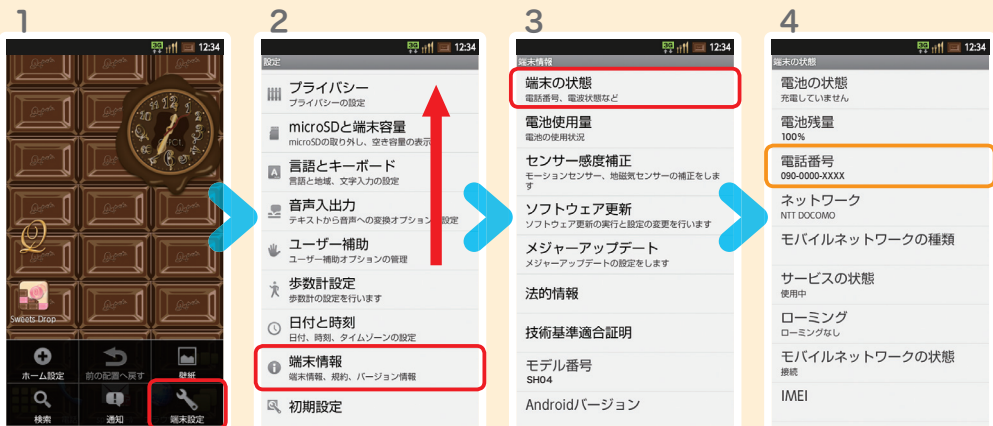 1
2
3
4
3G
12:34
Sweets Drop
ホーム設定
前の配置へ戻す
壁紙
検索
通知
端末設定
3G
12:34
設定
プライバシー
プライバシーの設定
microSDと端末容量
microSDの取り外し、空き容量の表示
言語とキーボード
言語と地域、文字入力の設定
音声入出力
テキストから音声への変換オプション 設定
ユーザー補助
ユーザー補助オプションの管理
歩数計設定
歩数計の設定を行います
日付と時刻
日付、時刻、タイムゾーンの設定
端末情報
端末情報、規約、バージョン情報
初期設定
3G
12:34
端末情報
端末の状態
電話番号、電波状態など
電池使用量
電池の使用状況
センサー感度補正
モーションセンサー、地磁気センサーの補正をしま
す
ソフトウェア更新
ソフトウェア更新の実行と設定の変更を行います
メジャーアップデート
メジャーアップデートの設定をします
法的情報
技術基準適合証明
モデル番号
SH04
Androidバージョン
3G
12:34
端末の状態
電池の状態
充電していません
電池残量
100%
電話番号
090-0000-XXXX
ネットワーク
NTT DOCOMO
モバイルネットワークの種類
サービスの状態
使用中
ローミング
ローミングなし
モバイルネットワークの状態
接続
IMEI